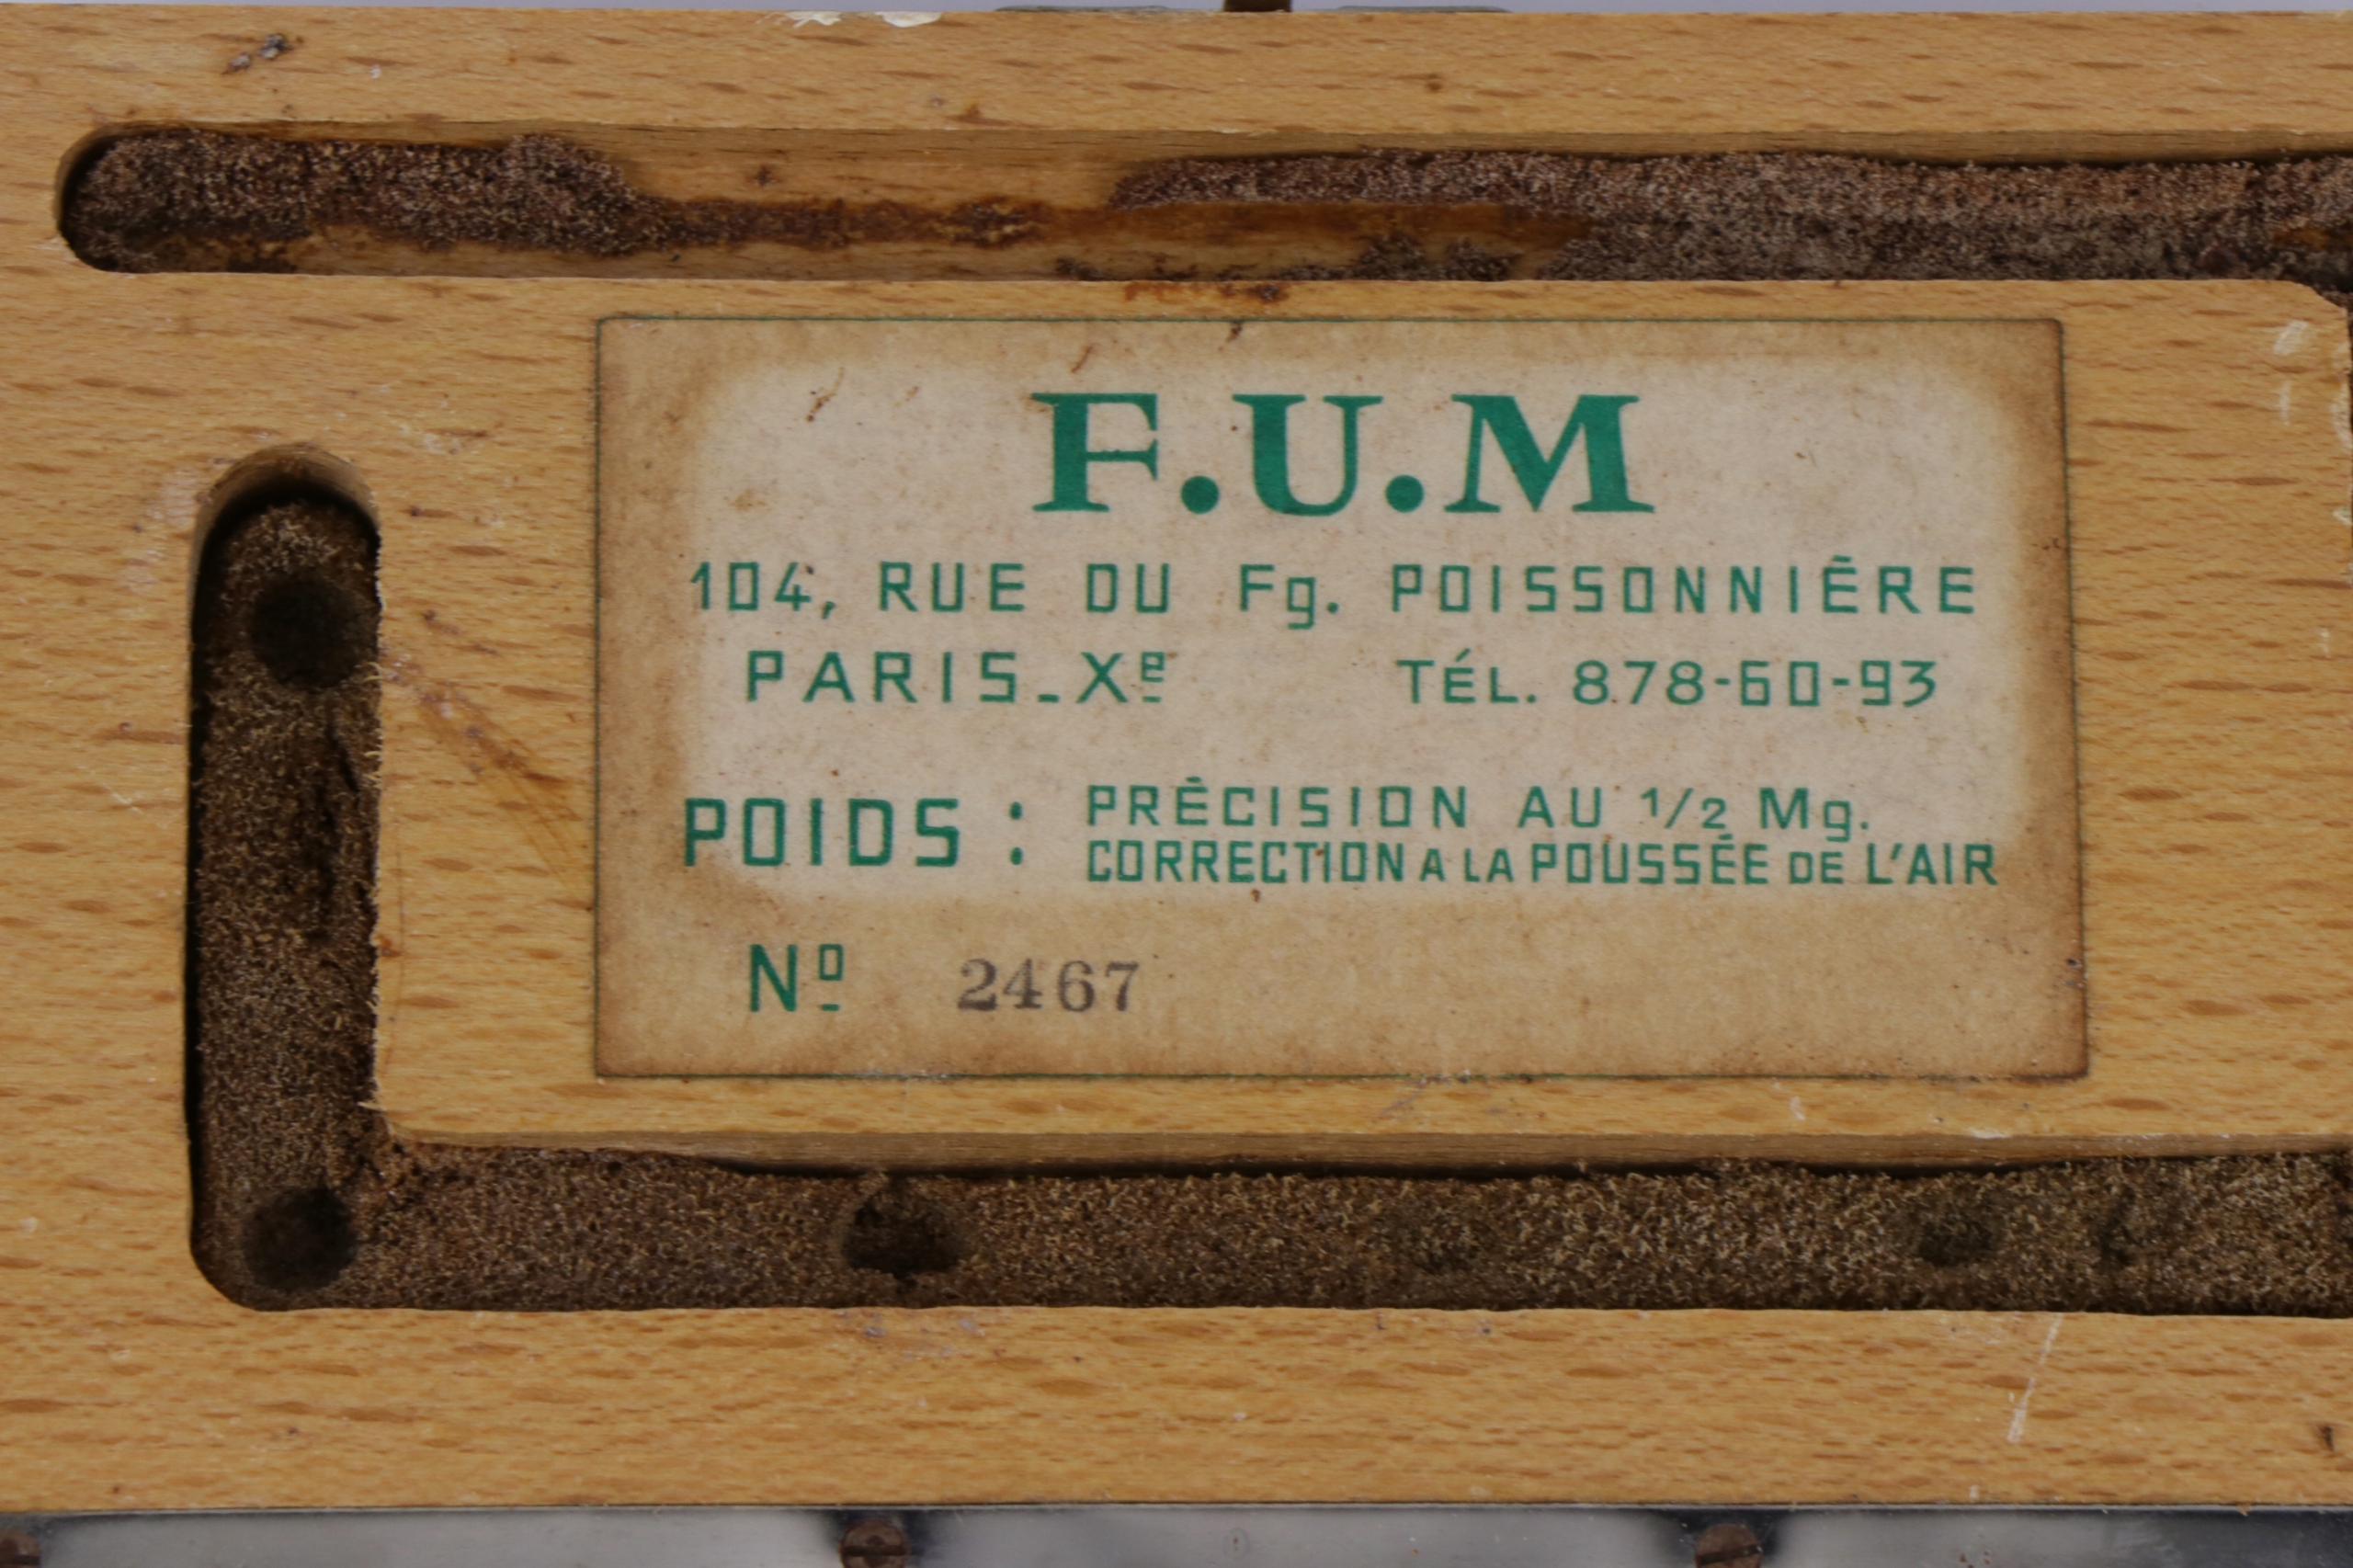 F.U.M
104, RUE DU Fg. POISSONNIÈRE
PARIS_Xe TÉL. 878-60-93
POIDS : PRÉCISION AU 1/2 Mg.
CORRECTION A LA POUSSÉE DE L'AIR
Nº 2467